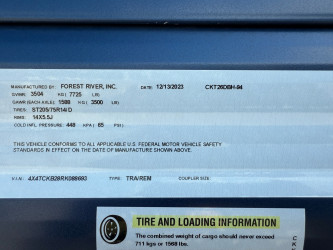 MANUFACTURED BY: FOREST RIVER, INC. DATE: 12/13/2023 CKT26DBH-84
GVWR: 3504 KG ( 7725 LB)
GAWR (EACH AXLE) 1588 KG ( 3500 LB)
TIRES: ST205/75R14/D
RIMS: 14X5.5J
COLD INFL. PRESSURE: 448 KPA ( 65 PSI)
THIS VEHICLE CONFORMS TO ALL APPLICABLE U.S. FEDERAL MOTOR VEHICLE SAFETY
STANDARDS IN EFFECT ON THE DATE OF MANUFACTURE SHOWN ABOVE.
V.I.N.: TYPE: TRA/REM COUPLER SIZE:
TIRE AND LOADING INFORMATION
The combined weight of cargo should never exceed
711 kgs or 1568 lbs.